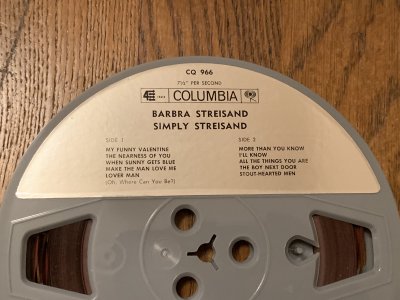 CQ 966
7½" PER SECOND
COLUMBIA
BARBRA STREISAND
SIMPLY STREISAND
SIDE 1
MY FUNNY VALENTINE
THE NEARNESS OF YOU
WHEN SUNNY GETS BLUE
MAKE THE MAN LOVE ME
LOVER MAN
(Oh, Where Can You Be?)
SIDE 2
MORE THAN YOU KNOW
I'LL KNOW
ALL THE THINGS YOU ARE
THE BOY NEXT DOOR
STOUT-HEARTED MEN